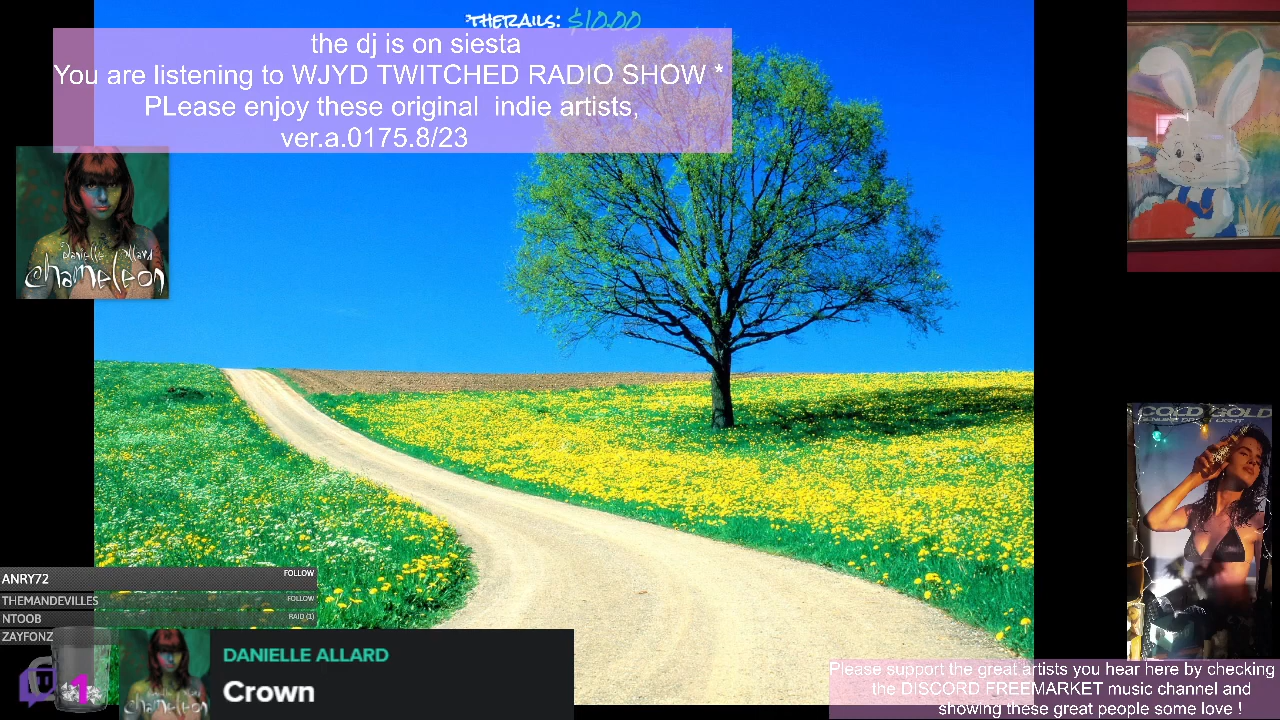 THERAILS: $10.00
the dj is on siesta
You are listening to WJYD TWITCHED RADIO SHOW *
PLease enjoy these original indie artists,
ver.a.0175.8/23
Danielle Allard
chameleon
COLD GOLD
ANRY72 FOLLOW
THEMANDEVILLES FOLLOW
NTOOB RAID (1)
ZAYFONZ
1
DANIELLE ALLARD
Crown
chameleon
Please support the great artists you hear here by checking
the DISCORD FREEMARKET music channel and
showing these great people some love !